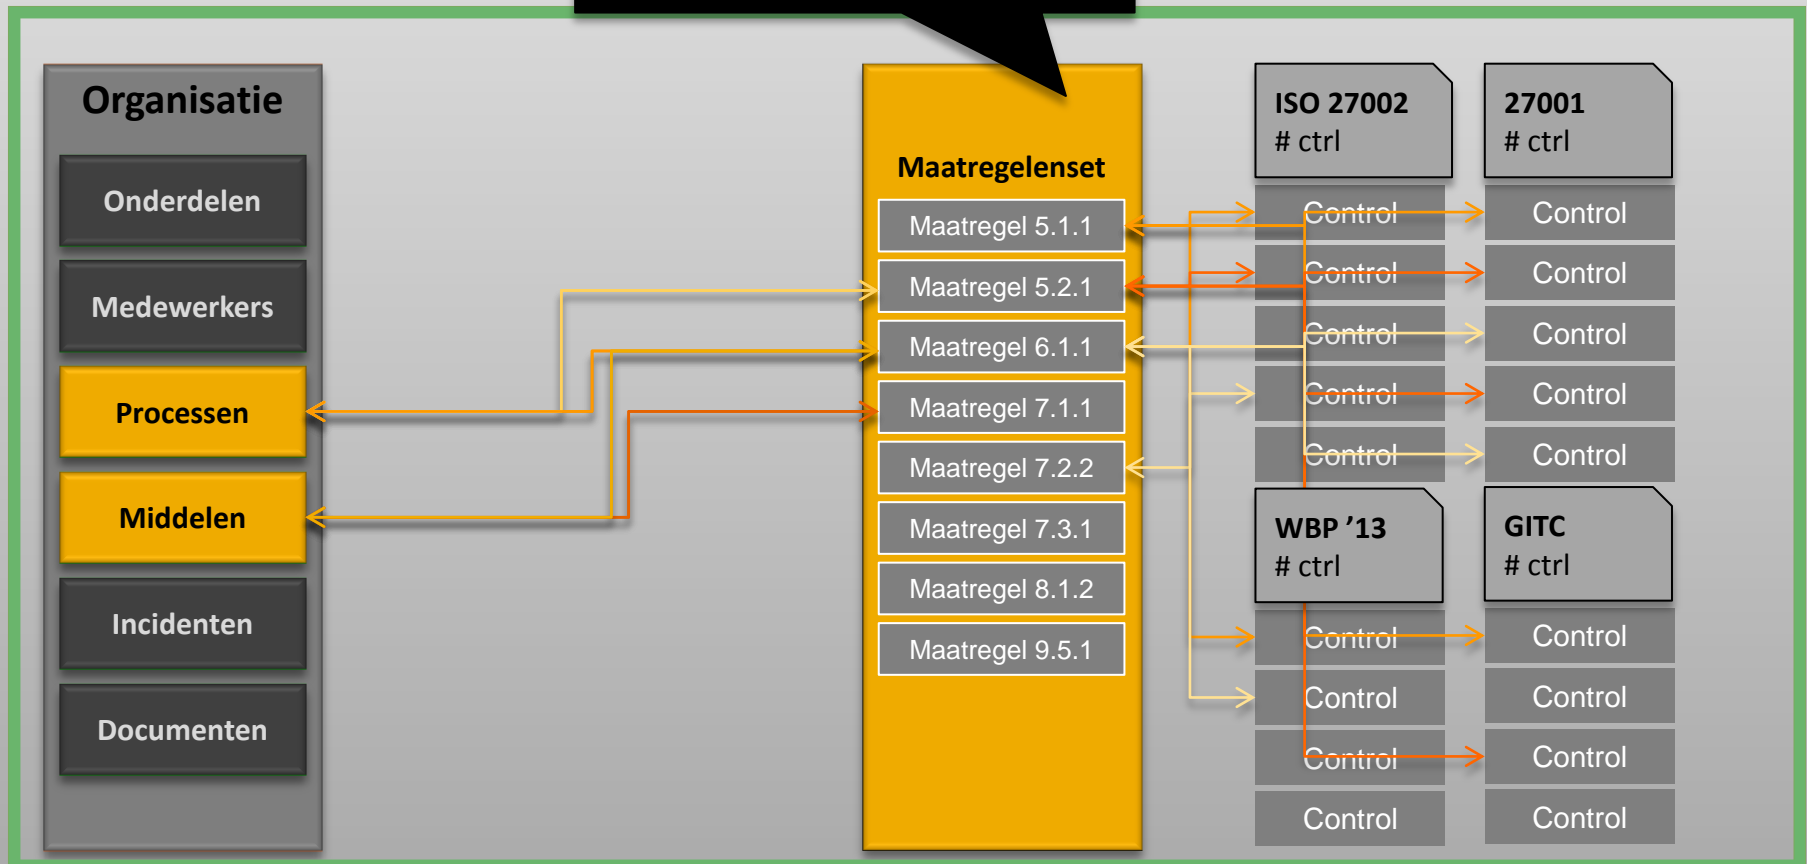 Organisatie
Onderdelen
Medewerkers
Processen
Middelen
Incidenten
Documenten
Maatregelenset
Maatregel 5.1.1
Maatregel 5.2.1
Maatregel 6.1.1
Maatregel 7.1.1
Maatregel 7.2.2
Maatregel 7.3.1
Maatregel 8.1.2
Maatregel 9.5.1
ISO 27002
# ctrl
Control
Control
Control
Control
Control
27001
# ctrl
Control
Control
Control
Control
Control
WBP ’13
# ctrl
Control
Control
Control
Control
GITC
# ctrl
Control
Control
Control
Control